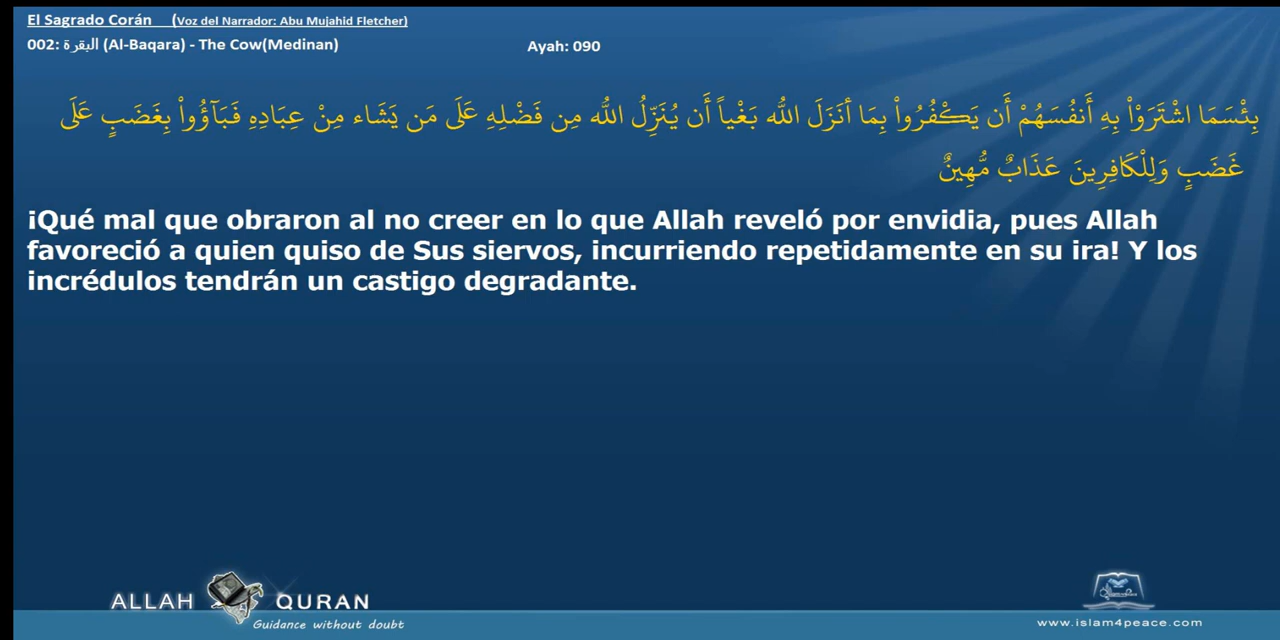 El Sagrado Corán (Voz del Narrador: Abu Mujahid Fletcher)
002: البقرة (Al-Baqara) - The Cow(Medinan)
Ayah: 090
بِئْسَمَا اشْتَرَوْاْ بِهِ أَنفُسَهُمْ أَن يَكْفُرُواْ بِمَا أنَزَلَ اللّهُ بَغْياً أَن يُنَزِّلُ اللّهُ مِن فَضْلِهِ عَلَى مَن يَشَاء مِنْ عِبَادِهِ فَبَآؤُواْ بِغَضَبٍ عَلَى
غَضَبٍ وَلِلْكَافِرِينَ عَذَابٌ مُّهِينٌ
¡Qué mal que obraron al no creer en lo que Allah reveló por envidia, pues Allah
favoreció a quien quiso de Sus siervos, incurriendo repetidamente en su ira! Y los
incrédulos tendrán un castigo degradante.
ALLAH QURAN
Guidance without doubt
www.islam4peace.com